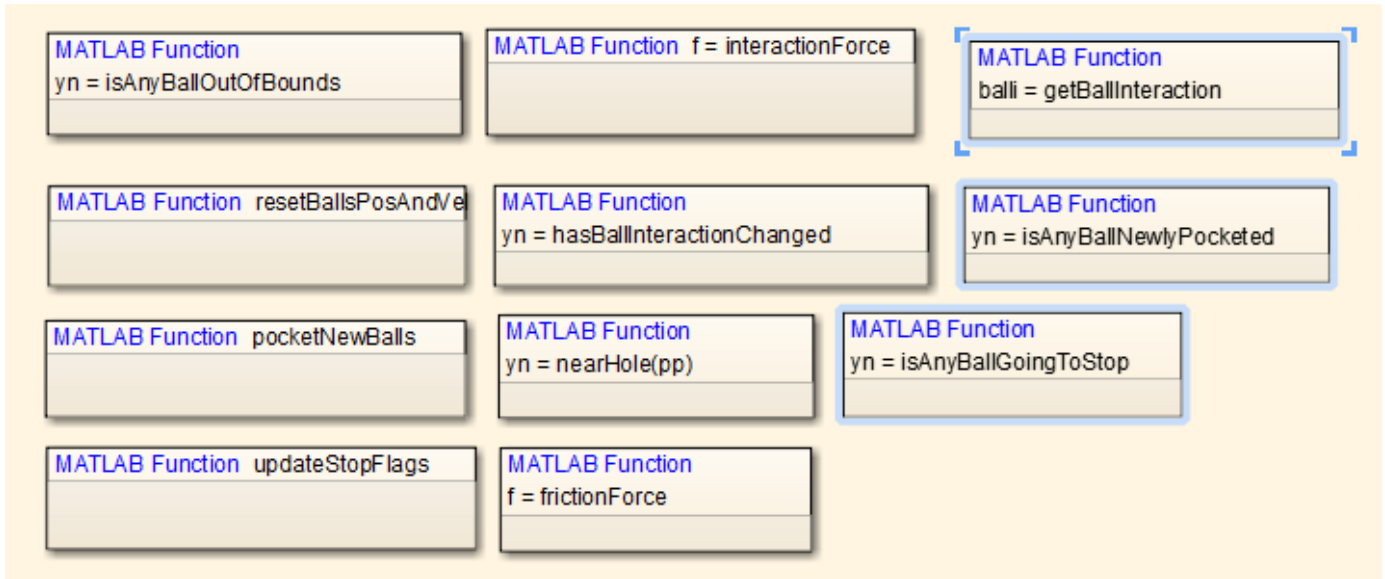 MATLAB Function
yn = isAnyBallOutOfBounds
MATLAB Function f = interactionForce
MATLAB Function
balli = getBallInteraction
MATLAB Function resetBallsPosAndVel
MATLAB Function
yn = hasBallInteractionChanged
MATLAB Function
yn = isAnyBallNewlyPocketed
MATLAB Function pocketNewBalls
MATLAB Function
yn = nearHole(pp)
MATLAB Function
yn = isAnyBallGoingToStop
MATLAB Function updateStopFlags
MATLAB Function
f = frictionForce